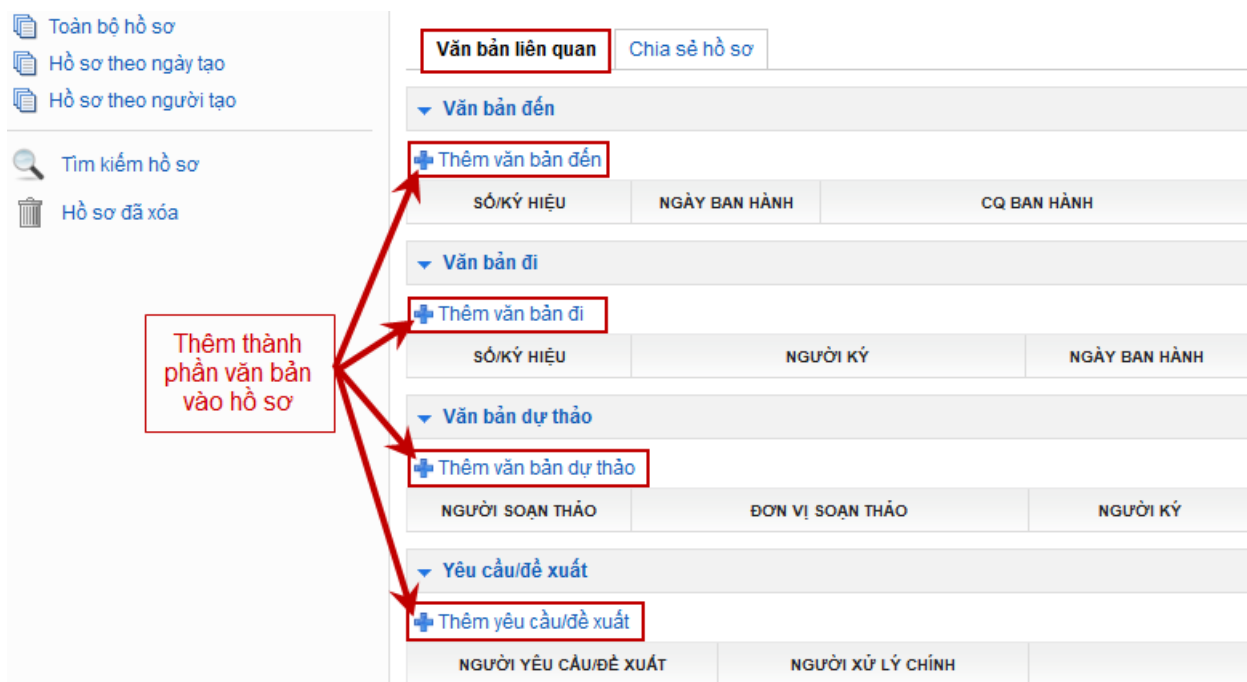 Toàn bộ hồ sơ
Hồ sơ theo ngày tạo
Hồ sơ theo người tạo
Tìm kiếm hồ sơ
Hồ sơ đã xóa
Thêm thành
phần văn bản
vào hồ sơ
Văn bản liên quan
Chia sẻ hồ sơ
Văn bản đến
Thêm văn bản đến
SỐ/KÝ HIỆU NGÀY BAN HÀNH CQ BAN HÀNH
Văn bản đi
Thêm văn bản đi
SỐ/KÝ HIỆU NGƯỜI KÝ NGÀY BAN HÀNH
Văn bản dự thảo
Thêm văn bản dự thảo
NGƯỜI SOẠN THẢO ĐƠN VỊ SOẠN THẢO NGƯỜI KÝ
Yêu cầu/đề xuất
Thêm yêu cầu/đề xuất
NGƯỜI YÊU CẦU/ĐỀ XUẤT NGƯỜI XỬ LÝ CHÍNH